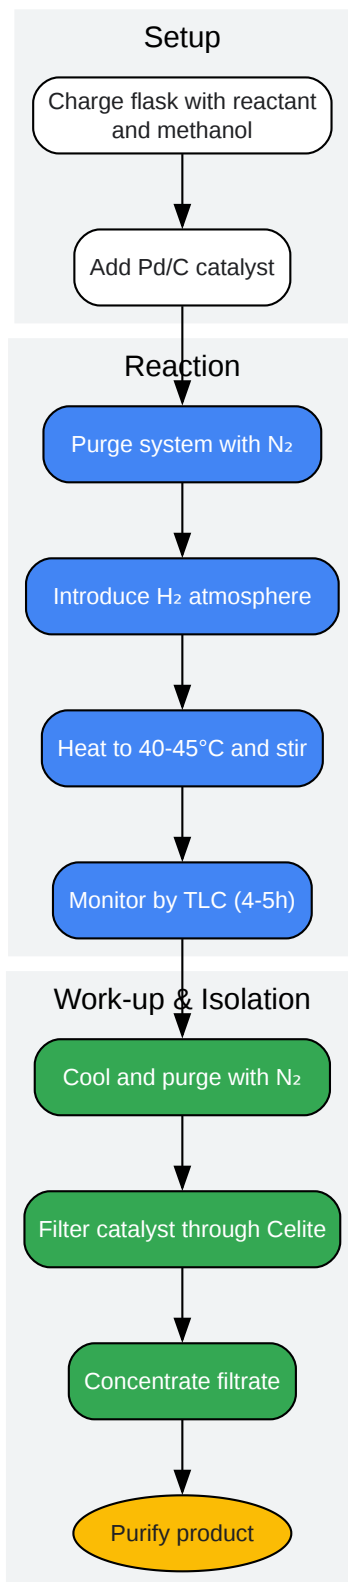 Setup
Charge flask with reactant
and methanol
Add Pd/C catalyst
Reaction
Purge system with N₂
Introduce H₂ atmosphere
Heat to 40-45°C and stir
Monitor by TLC (4-5h)
Work-up & Isolation
Cool and purge with N₂
Filter catalyst through Celite
Concentrate filtrate
Purify product